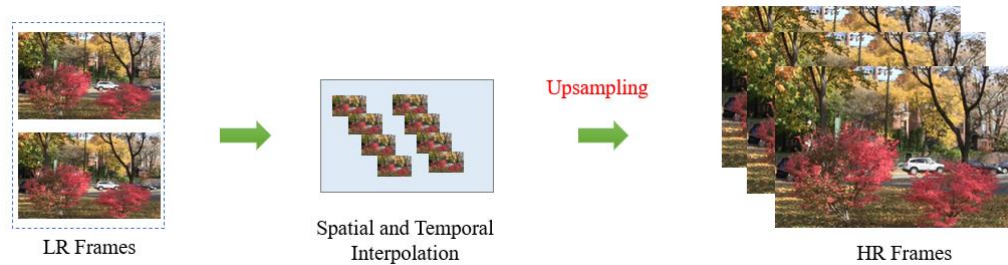 Upsampling
LR Frames
Spatial and Temporal
Interpolation
HR Frames